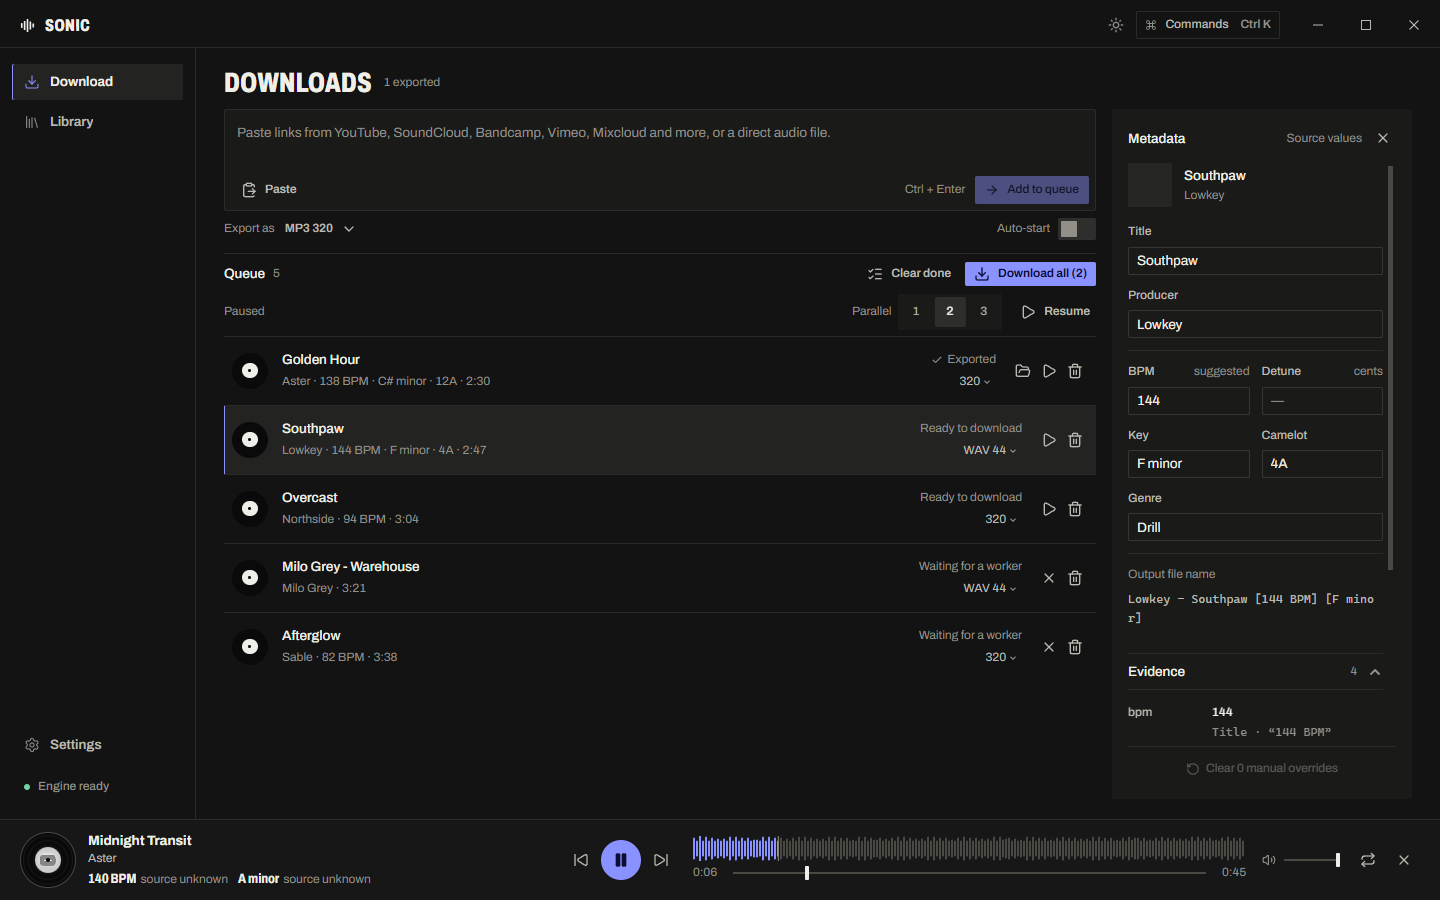 SONIC
Commands Ctrl K
Download
Library
Settings
Engine ready
DOWNLOADS 1 exported
Paste links from YouTube, SoundCloud, Bandcamp, Vimeo, Mixcloud and more, or a direct audio file.
Paste
Ctrl + Enter Add to queue
Export as MP3 320
Auto-start
Queue 5
Clear done Download all (2)
Paused
Parallel 1 2 3 Resume
Golden Hour
Aster · 138 BPM · C# minor · 12A · 2:30
Exported
320
Southpaw
Lowkey · 144 BPM · F minor · 4A · 2:47
Ready to download
WAV 44
Overcast
Northside · 94 BPM · 3:04
Ready to download
320
Milo Grey - Warehouse
Milo Grey · 3:21
Waiting for a worker
WAV 44
Afterglow
Sable · 82 BPM · 3:38
Waiting for a worker
320
Metadata Source values
Southpaw
Lowkey
Title
Southpaw
Producer
Lowkey
BPM suggested Detune cents
144 —
Key Camelot
F minor 4A
Genre
Drill
Output file name
Lowkey – Southpaw [144 BPM] [F mino
r]
Evidence 4
bpm 144
Title · “144 BPM”
Clear 0 manual overrides
Midnight Transit
Aster
140 BPM source unknown A minor source unknown
0:06 0:45